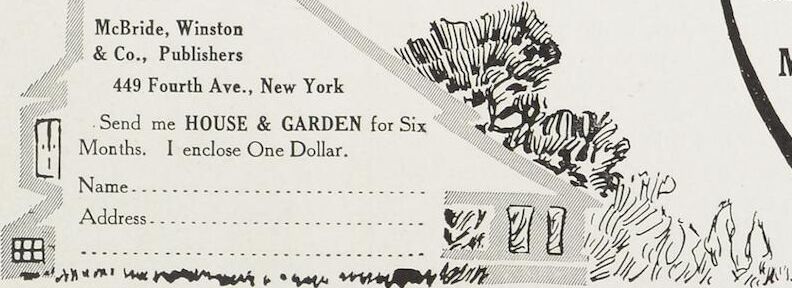 McBride, Winston
& Co., Publishers
449 Fourth Ave., New York
Send me HOUSE & GARDEN for Six
Months. I enclose One Dollar.
Name
Address
M